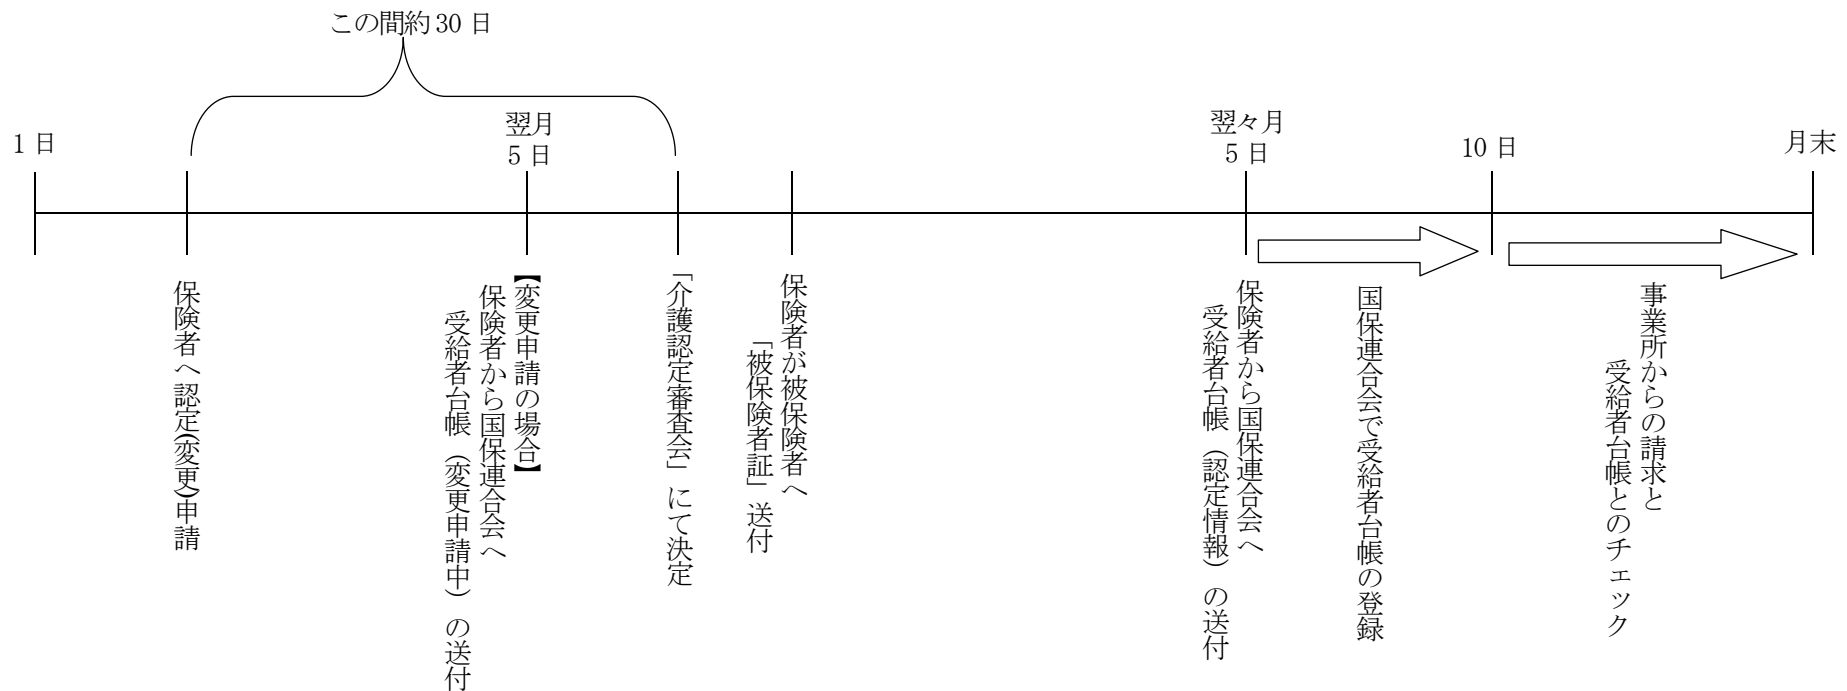 この間約30日
1日
翌月
5日
翌々月
5日
10日
月末
保険者へ認定(変更)申請
【変更申請の場合】
保険者から国保連合会へ
受給者台帳（変更申請中）の送付
「介護認定審査会」にて決定
保険者が被保険者へ
「被保険者証」送付
保険者から国保連合会へ
受給者台帳（認定情報）の送付
国保連合会で受給者台帳の登録
事業所からの請求と
受給者台帳とのチェック